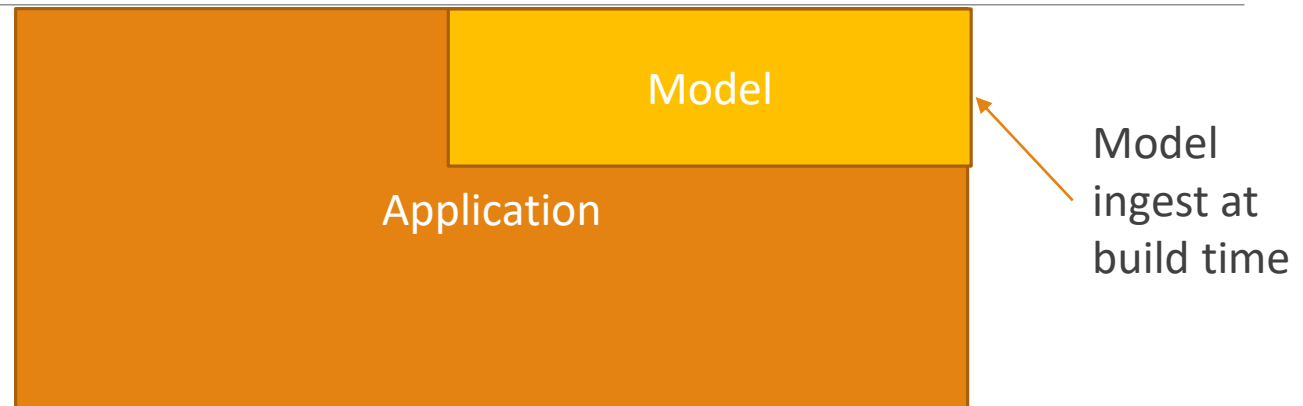 Model
Application
Model
ingest at
build time